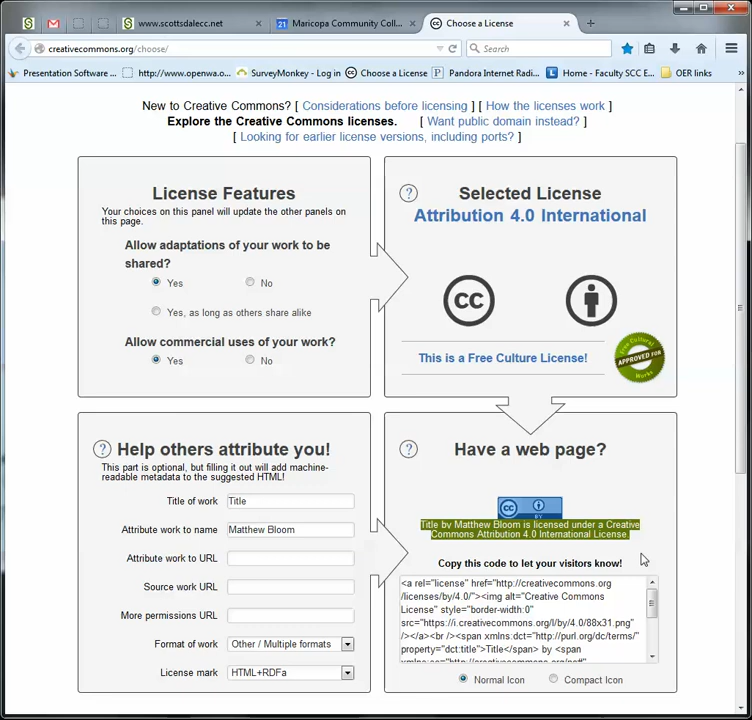 www.scottsdalecc.net
Maricopa Community Coll...
Choose a License
creativecommons.org/choose/
Search
Presentation Software ...
http://www.openwa...
SurveyMonkey - Log in
Choose a License
Pandora Internet Radi...
Home - Faculty SCC E...
OER links
New to Creative Commons? [ Considerations before licensing ] [ How the licenses work ]
Explore the Creative Commons licenses. [ Want public domain instead? ]
[ Looking for earlier license versions, including ports? ]
License Features
Your choices on this panel will update the other panels on
this page.
Allow adaptations of your work to be
shared?
Yes No
Yes, as long as others share alike
Allow commercial uses of your work?
Yes No
? Selected License
Attribution 4.0 International
cc
This is a Free Culture License!
Free Cultural
APPROVED FOR
Works
? Help others attribute you!
This part is optional, but filling it out will add machine-
readable metadata to the suggested HTML!
Title of work Title
Attribute work to name Matthew Bloom
Attribute work to URL
Source work URL
More permissions URL
Format of work Other / Multiple formats
License mark HTML+RDFa
? Have a web page?
cc BY
Title by Matthew Bloom is licensed under a Creative
Commons Attribution 4.0 International License.
Copy this code to let your visitors know!
<a rel="license" href="http://creativecommons.org
/licenses/by/4.0/"><img alt="Creative Commons
License" style="border-width:0"
src="https://i.creativecommons.org/l/by/4.0/88x31.png"
/></a><br /><span xmlns:dct="http://purl.org/dc/terms/"
property="dct:title">Title</span> by <span
Normal Icon Compact Icon